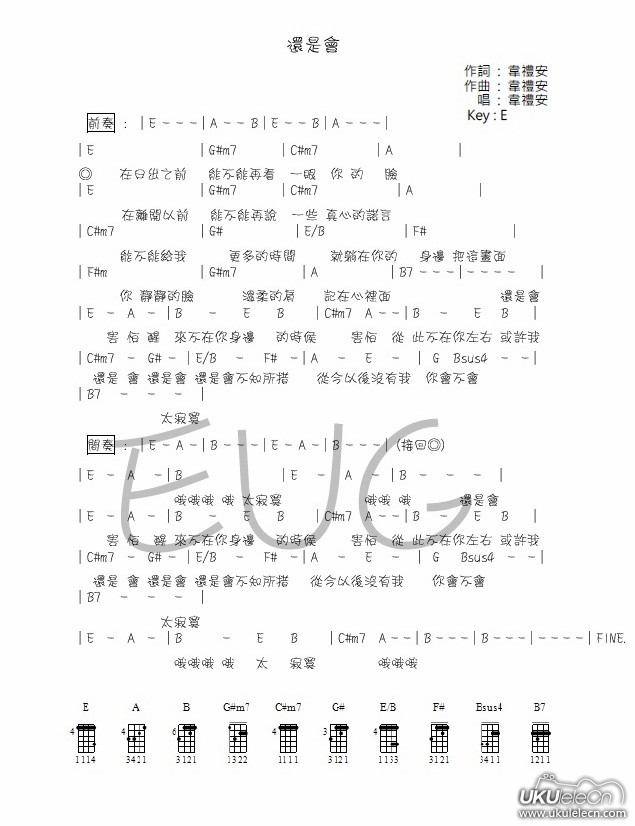 還是會
作詞 : 韋禮安
作曲 : 韋禮安
唱 : 韋禮安
Key : E
前奏 : | E - - - | A - - B | E - - B | A - - - |
| E | G#m7 | C#m7 | A |
◎ 在日出之前 能不能再看 一眼 你 的 臉
| E | G#m7 | C#m7 | A |
在離開以前 能不能再說 一次 真心的諾言
| C#m7 | G# | E/B | F# |
能不能給我 更多的時間 就躺在你的 身邊 把這畫面
| F#m | G#m7 | A | B7 - - - | - - - - |
你 靜靜的臉 溫柔的 記在心裡面 還是會
| E - A - | B - E B | C#m7 A - - | B - E B |
害 怕 醒 來不在你身邊 的時候 害怕 從 此不在你左右 或許我
| C#m7 - G# - | E/B - F# - | A - E - | G Bsus4 - - |
還是 會 還是會 還是會不知所措 從今以後沒有我 你會不會
| B7 - - - |
太寂寞
間奏 : | E - A - | B - - - | E - A - | B - - - | (接回◎)
| E - A - | B | E - A - | B - - - |
哦哦哦 哦 太寂寞 哦哦 哦 還是會
| E - A - | B - E B | C#m7 A - - | B - E B |
害 怕 醒 來不在你身邊 的時候 害怕 從 此不在你左右 或許我
| C#m7 - G# - | E/B - F# - | A - E - | G Bsus4 - - |
還是 會 還是會 還是會不知所措 從今以後沒有我 你會不會
| B7 - - - |
太寂寞
| E - A - | B - E B | C#m7 A - - | B - - - | B - - - | - - - - | FINE.
哦哦哦 哦 太 寂寞 哦哦哦
EUG
E A B G#m7 C#m7 G# E/B F# Bsus4 B7
4 4 6 4 3 4 3
1114 3421 3121 1322 1111 3121 1133 3121 3411 1211
UKUleleCn
www.ukulelecn.com